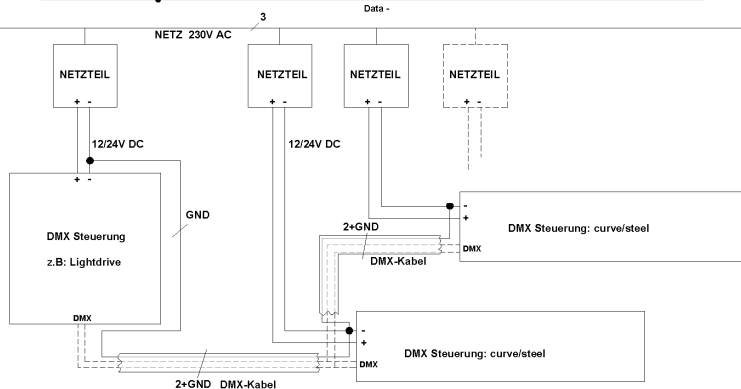 Data -
3
NETZ 230V AC
NETZTEIL
NETZTEIL
NETZTEIL
NETZTEIL
+ -
+ -
+ -
+ -
12/24V DC
12/24V DC
+ -
GND
DMX Steuerung
z.B: Lightdrive
DMX
-
+
DMX
DMX Steuerung: curve/steel
2+GND
DMX-Kabel
-
+
DMX
DMX Steuerung: curve/steel
2+GND DMX-Kabel